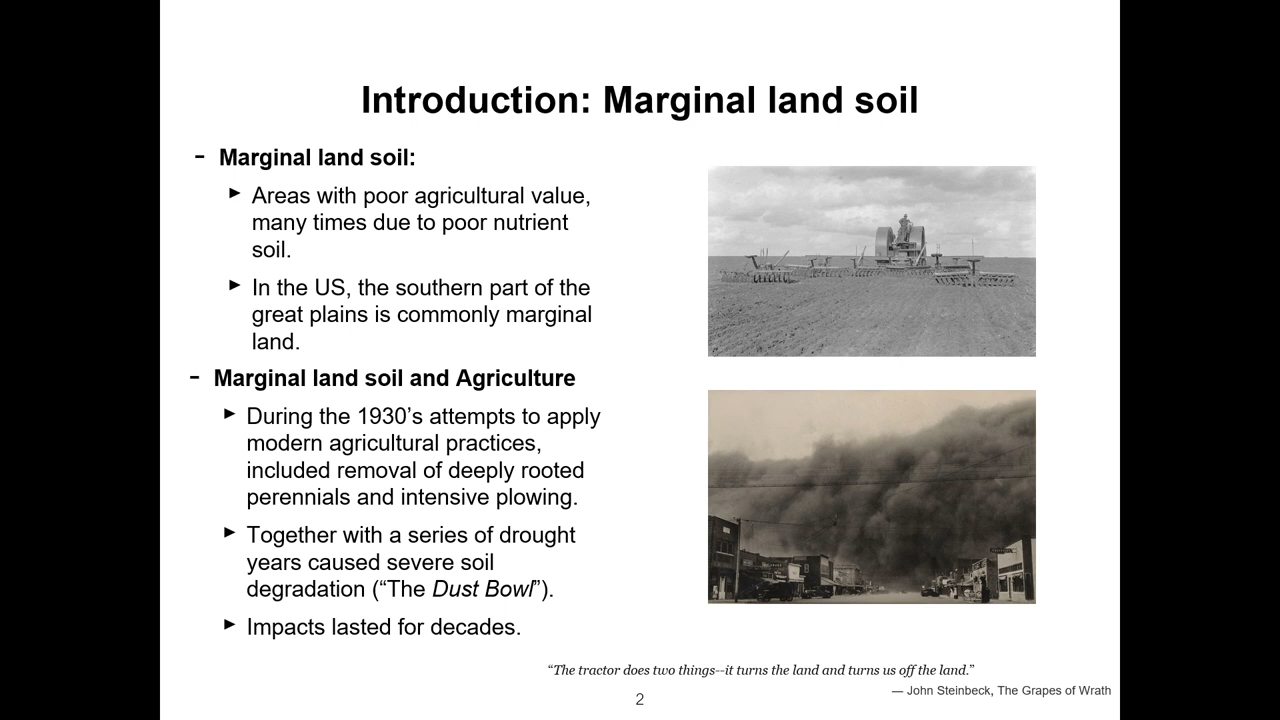 Introduction: Marginal land soil
- Marginal land soil:
► Areas with poor agricultural value,
many times due to poor nutrient
soil.
► In the US, the southern part of the
great plains is commonly marginal
land.
- Marginal land soil and Agriculture
► During the 1930’s attempts to apply
modern agricultural practices,
included removal of deeply rooted
perennials and intensive plowing.
► Together with a series of drought
years caused severe soil
degradation (“The Dust Bowl”).
► Impacts lasted for decades.
“The tractor does two things--it turns the land and turns us off the land.”
— John Steinbeck, The Grapes of Wrath
2